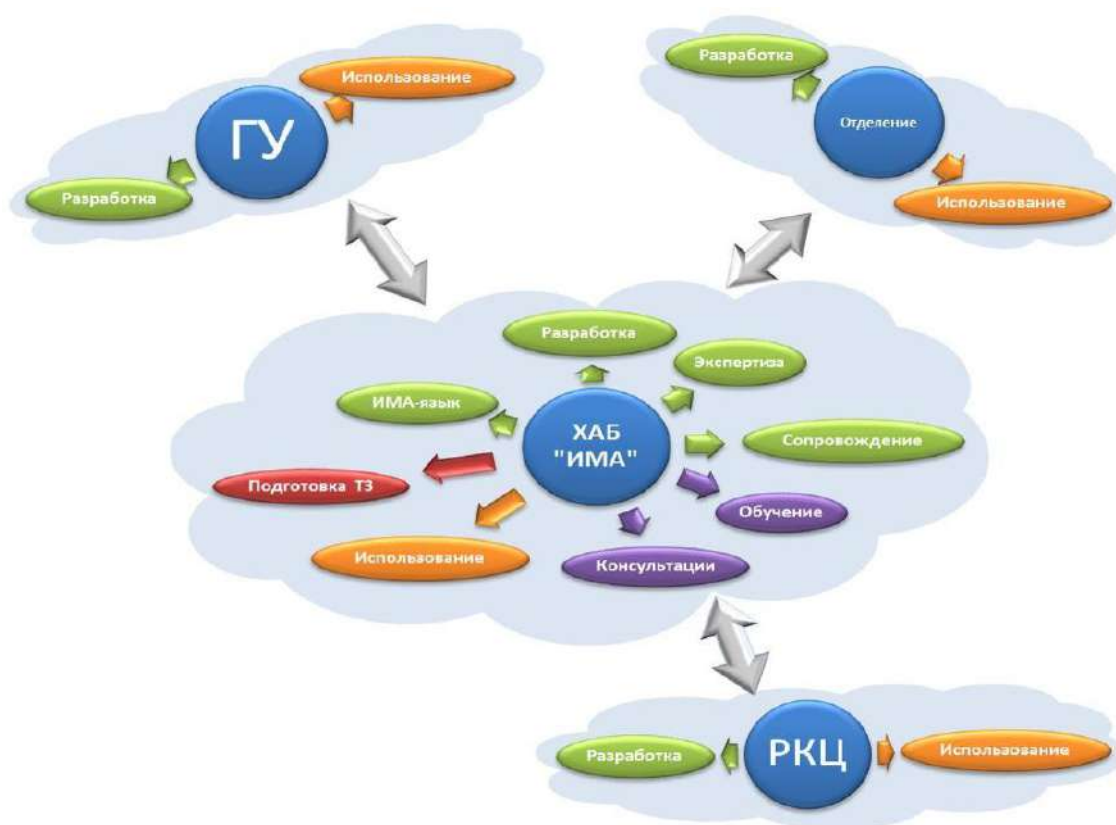 Использование
ГУ
Разработка
Разработка
Отделение
Использование
Разработка
Экспертиза
ИМА-язык
ХАБ
"ИМА"
Сопровождение
Подготовка ТЗ
Обучение
Использование
Консультации
Разработка
РКЦ
Использование